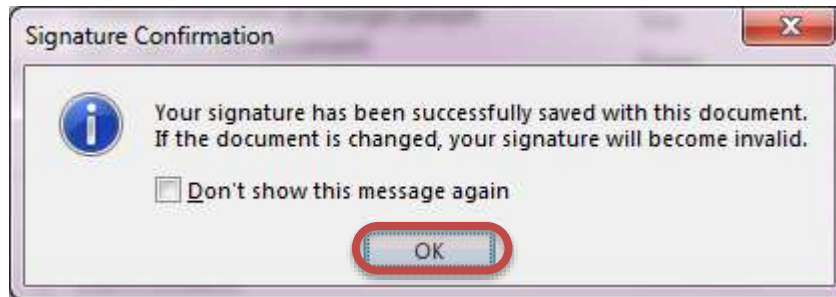 Signature Confirmation
Your signature has been successfully saved with this document.
If the document is changed, your signature will become invalid.
Don't show this message again
OK